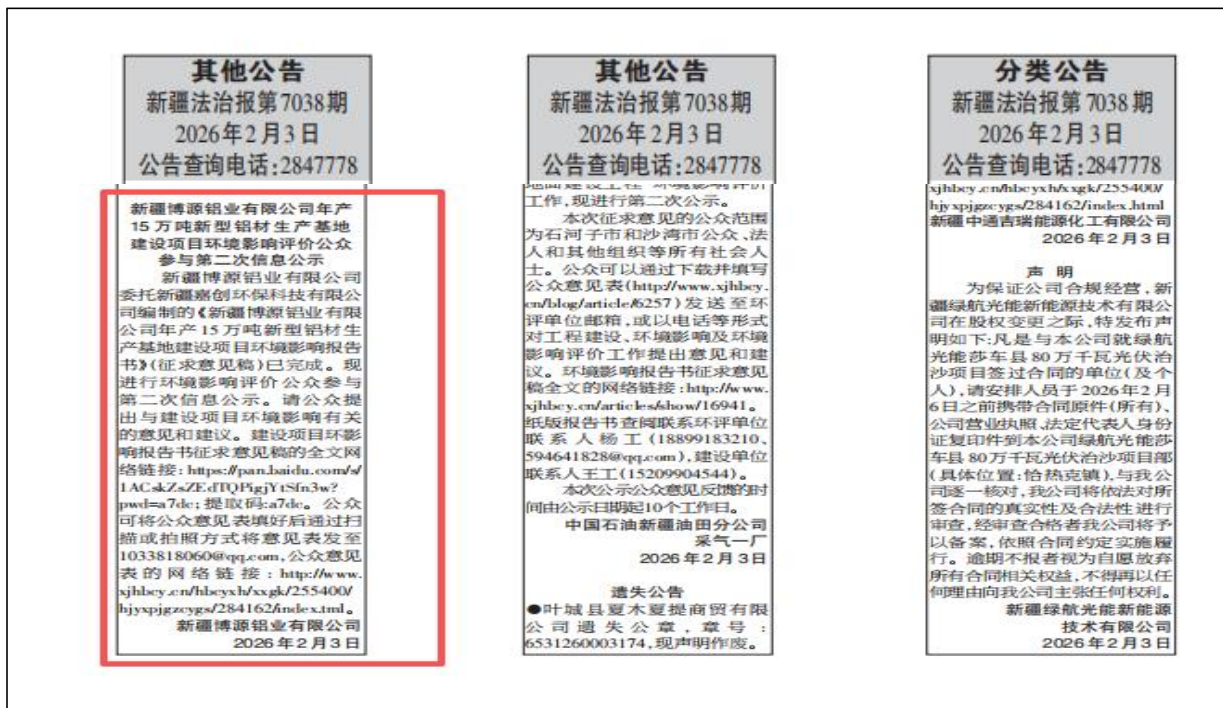 其他公告
新疆法治报第7038期
2026年2月3日
公告查询电话:2847778
新疆博源铝业有限公司年产
15万吨新型铝材生产基地
建设项目环境影响评价公众
参与第二次信息公示
新疆博源铝业有限公司
委托新疆嘉创环保科技有限公
司编制的《新疆博源铝业有限
公司年产15万吨新型铝材生
产基地建设项目环境影响报告
书》(征求意见稿)已完成。现
进行环境影响评价公众参与
第二次信息公示。请公众提
出与建设项目环境影响有关
的意见和建议。建设项目环影
响报告书征求意见稿的全文网
络链接:https://pan.baidu.com/s/
1ACskZsZEdTQPigjYtSfn3w?
pwd=a7dc;提取码:a7dc。公众
可将公众意见表填好后通过扫
描或拍照方式将意见表发至
1033818060@qq.com,公众意见
表的网络链接:http://www.
xjhbcy.cn/hbcyxh/xxgk/255400/
hjyxpjgzcygs/284162/index.tml。
新疆博源铝业有限公司
2026年2月3日
其他公告
新疆法治报第7038期
2026年2月3日
公告查询电话:2847778
地面建设工程 环境影响评价
工作,现进行第二次公示。
本次征求意见的公众范围
为石河子市和沙湾市公众、法
人和其他组织等所有社会人
士。公众可以通过下载并填写
公众意见表(http://www.xjhbcy.
cn/blog/article/6257)发送至环
评单位邮箱,或以电话等形式
对工程建设、环境影响及环境
影响评价工作提出意见和建
议。环境影响报告书征求意见
稿全文的网络链接:http://www.
xjhbcy.cn/articles/show/16941。
纸版报告书查阅联系环评单位
联系人杨工(18899183210、
594641828@qq.com),建设单位
联系人王工(15209904544)。
本次公示公众意见反馈的时
间由公示日期起10个工作日。
中国石油新疆油田分公司
采气一厂
2026年2月3日
遗失公告
●叶城县夏木夏提商贸有限
公司遗失公章,章号:
6531260003174,现声明作废。
分类公告
新疆法治报第7038期
2026年2月3日
公告查询电话:2847778
xjhbcy.cn/hbcyxh/xxgk/255400/
hjyxpjgzcygs/284162/index.html
新疆中通吉瑞能源化工有限公司
2026年2月3日
声 明
为保证公司合规经营,新
疆绿航光能新能源技术有限公
司在股权变更之际,特发布声
明如下:凡是与本公司就绿航
光能莎车县80万千瓦光伏治
沙项目签过合同的单位(及个
人),请安排人员于2026年2月
6日之前携带合同原件(所有)、
公司营业执照、法定代表人身份
证复印件到本公司绿航光能莎
车县80万千瓦光伏治沙项目部
(具体位置:恰热克镇),与我公
司逐一核对,我公司将依法对所
签合同的真实性及合法性进行
审查,经审查合格者我公司将予
以备案,依照合同约定实施履
行。逾期不报者视为自愿放弃
所有合同相关权益,不得再以任
何理由向我公司主张任何权利。
新疆绿航光能新能源
技术有限公司
2026年2月3日